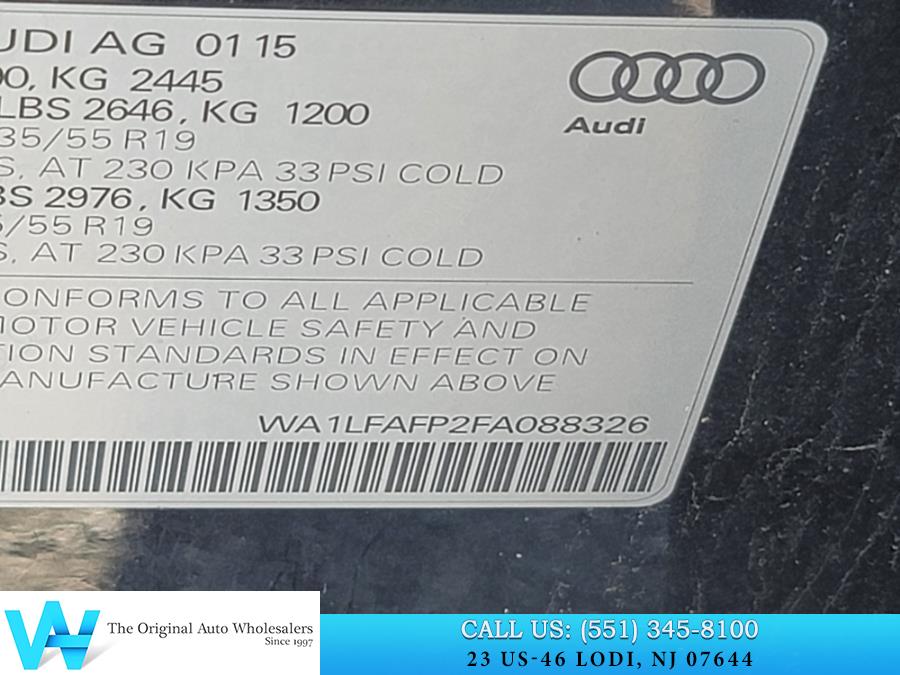 UDI AG 0115
00, KG 2445
LBS 2646, KG 1200
35/55 R19
S, AT 230 KPA 33 PSI COLD
BS 2976, KG 1350
5/55 R19
S, AT 230 KPA 33 PSI COLD
Audi
CONFORMS TO ALL APPLICABLE
MOTOR VEHICLE SAFETY AND
TION STANDARDS IN EFFECT ON
MANUFACTURE SHOWN ABOVE
WA1LFAFP2FA088326
The Original Auto Wholesalers
Since 1997
CALL US: (551) 345-8100
23 US-46 LODI, NJ 07644